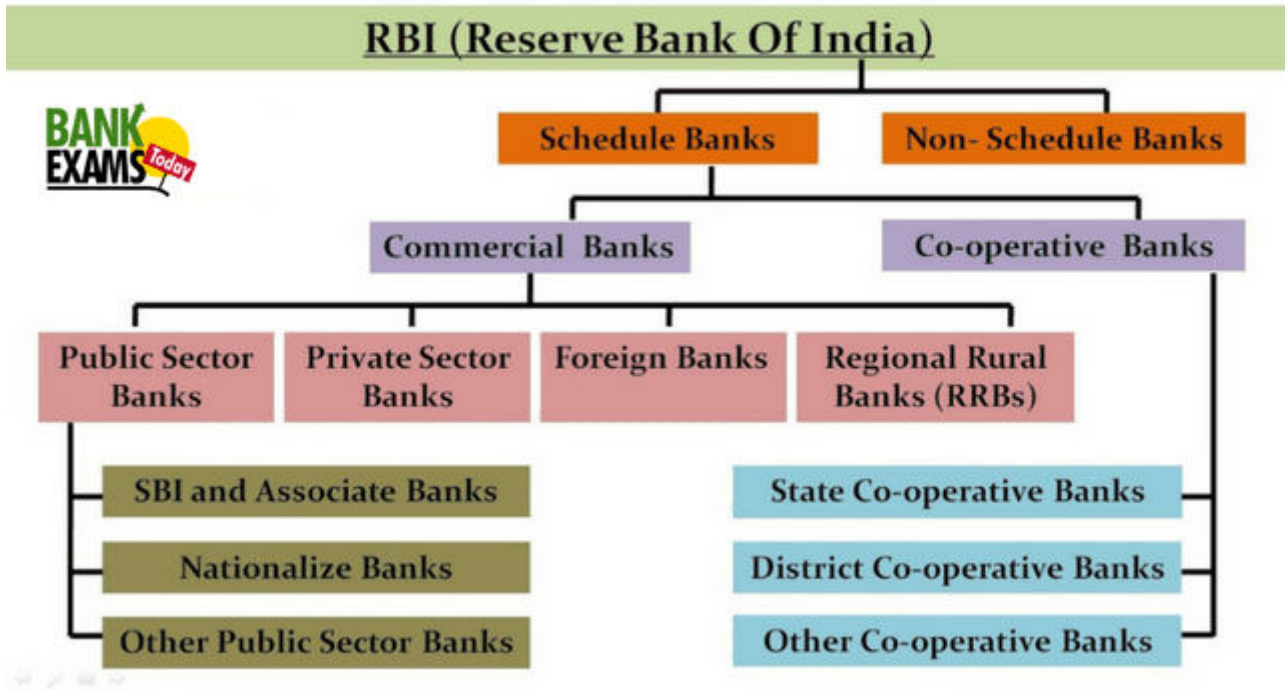 RBI (Reserve Bank Of India)
BANK
EXAMS
Today
Schedule Banks
Non- Schedule Banks
Commercial Banks
Co-operative Banks
Public Sector
Banks
Private Sector
Banks
Foreign Banks
Regional Rural
Banks (RRBs)
SBI and Associate Banks
Nationalize Banks
Other Public Sector Banks
State Co-operative Banks
District Co-operative Banks
Other Co-operative Banks